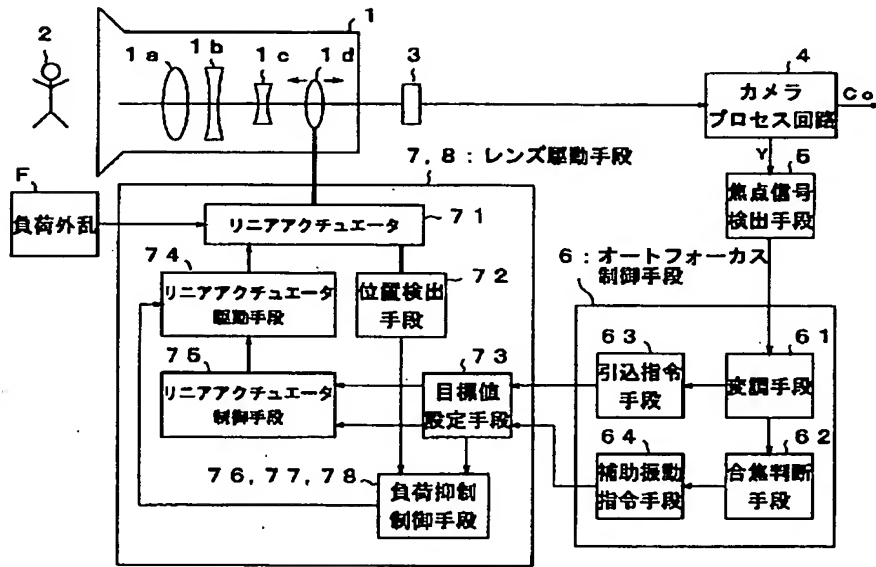 1
2
1a
1b
1c
1d
3
4
カメラ
プロセス回路
Co
Y
5
焦点信号
検出手段
7,8：レンズ駆動手段
F
負荷外乱
リニアアクチュエータ
71
74
リニアアクチュエータ
駆動手段
位置検出
手段
72
6：オートフォーカス
制御手段
75
リニアアクチュエータ
制御手段
73
目標値
設定手段
63
引込指令
手段
61
変調手段
64
補助振動
指令手段
62
合焦判断
手段
76,77,78
負荷抑制
制御手段